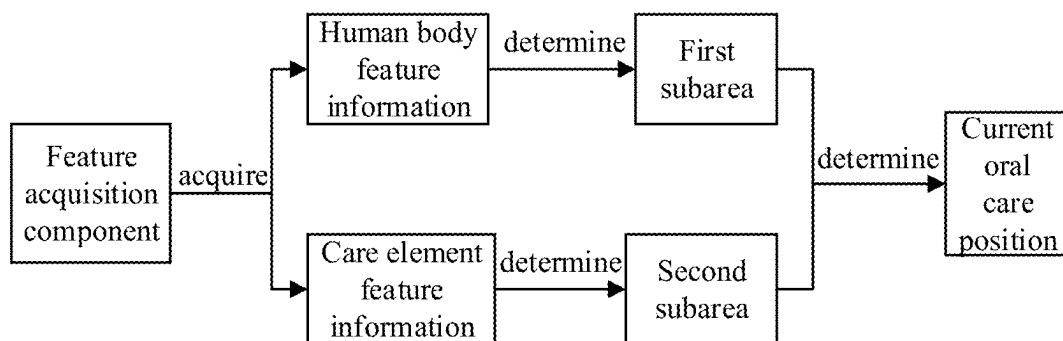 Feature
acquisition
component
acquire
Human body
feature
information
determine
First
subarea
Care element
feature
information
determine
Second
subarea
determine
Current
oral
care
position